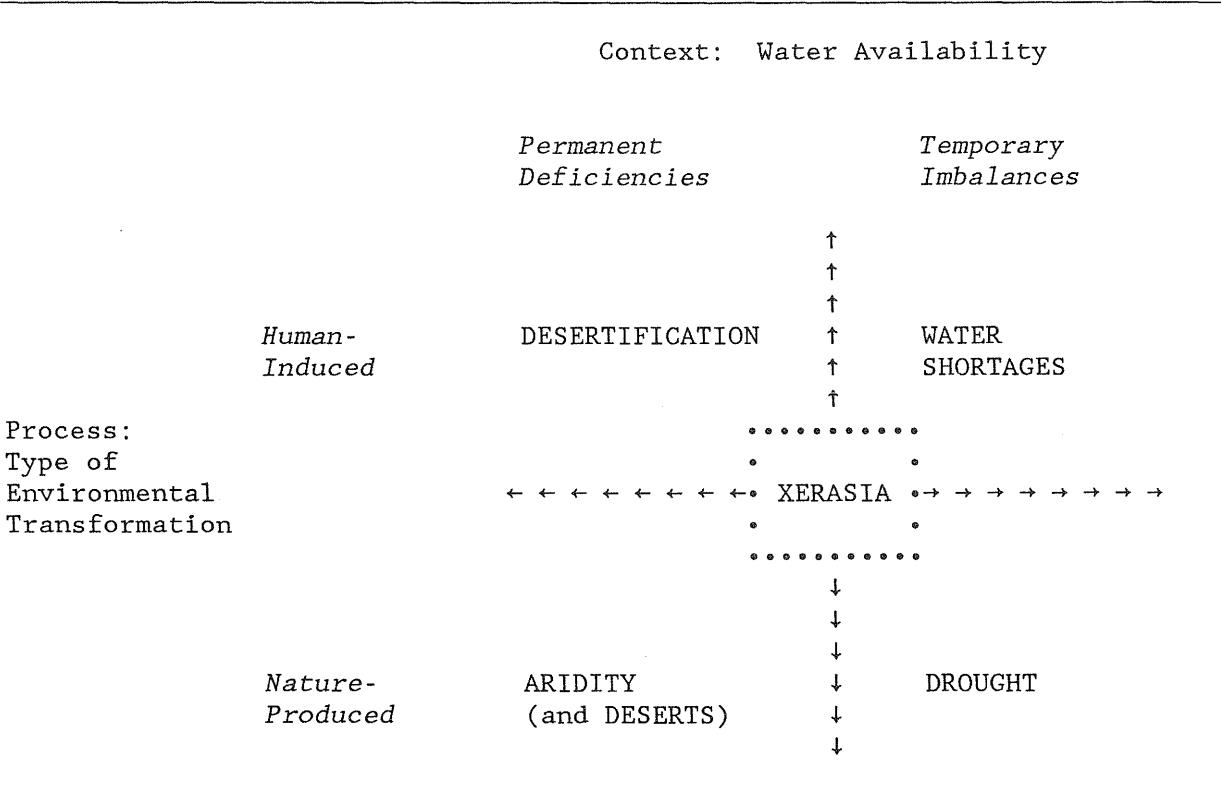 Context: Water Availability
Permanent Temporary
Deficiencies Imbalances
↑
↑
↑
Human- DESERTIFICATION ↑ WATER
Induced ↑ SHORTAGES
↑
Process:
Type of
Environmental ← ← ← ← ← ← ← ← XERASIA → → → → → → → →
Transformation
↓
↓
↓
Nature- ARIDITY ↓ DROUGHT
Produced (and DESERTS) ↓
↓